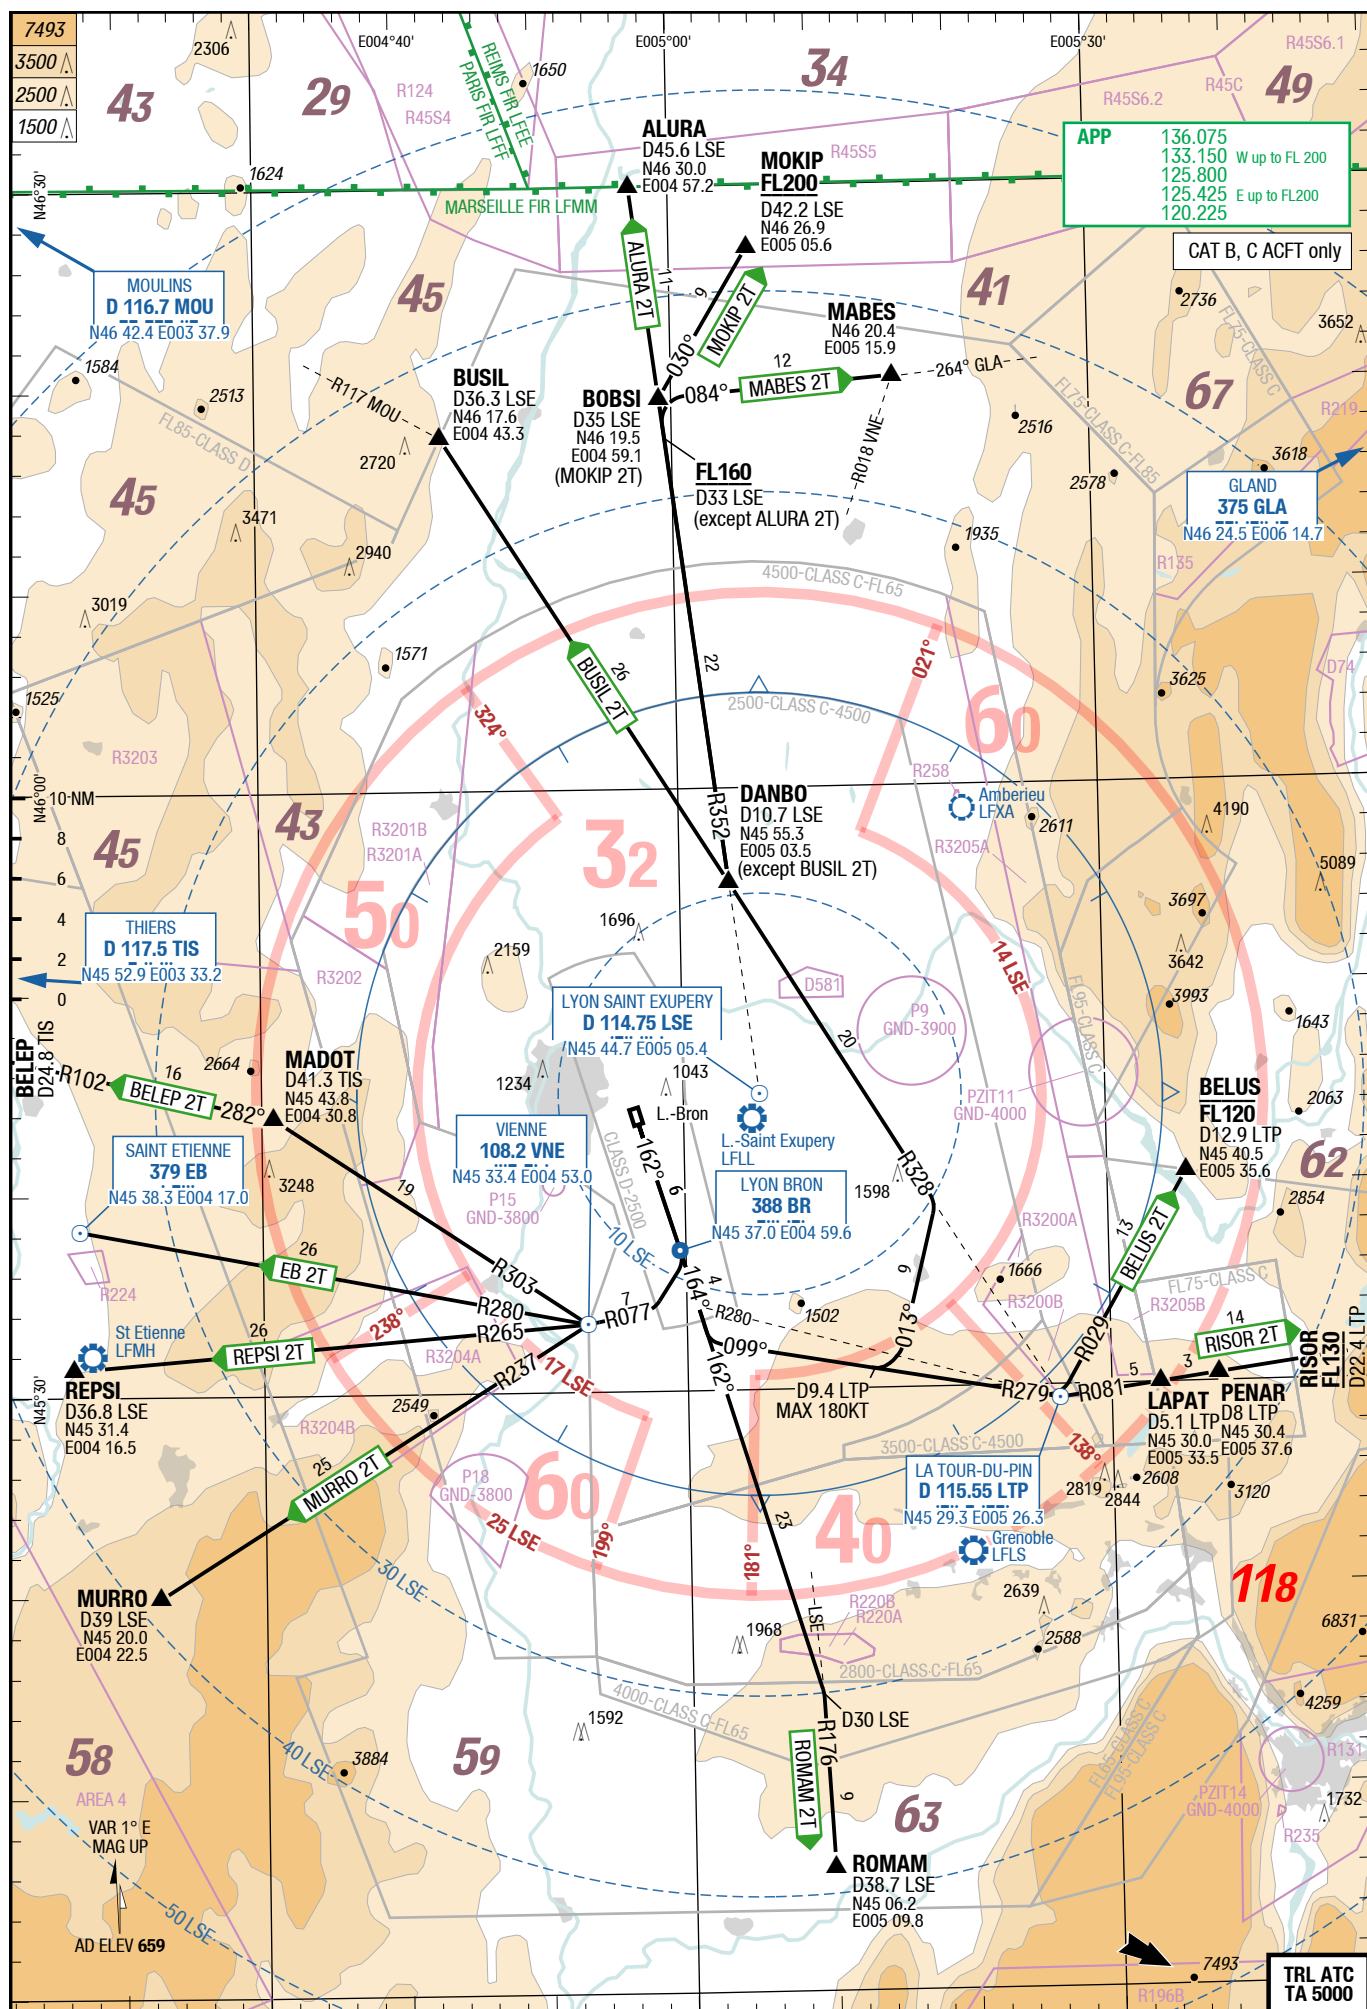 7493
3500
2500
1500
2306
E004°40'
E005°00'
E005°30'
34
43
29
49
R124
R45S4
REIMS FIR LFEE
PARIS FIR LFFF
1650
R45S6.1
R45C
R45S6.2
R45S5
APP
136.075
133.150 W up to FL 200
125.800
125.425 E up to FL200
120.225
CAT B, C ACFT only
ALURA
D45.6 LSE
N46 30.0
E004 57.2
MOKIP
FL200
D42.2 LSE
N46 26.9
E005 05.6
N46°30'
1624
MARSEILLE FIR LFMM
MOULINS
D 116.7 MOU
N46 42.4 E003 37.9
45
41
ALURA 2T
11
9
030°
MOKIP 2T
MABES
N46 20.4
E005 15.9
12
084°
MABES 2T
264° GLA
R018 VNE
2736
FL75-CLASS C
3652
67
R219
FL75-CLASS C-FL85
2516
2578
3618
GLAND
375 GLA
N46 24.5 E006 14.7
R135
1584
2513
FL85-CLASS D
R117 MOU
BUSIL
D36.3 LSE
N46 17.6
E004 43.3
2720
BOBSI
D35 LSE
N46 19.5
E004 59.1
(MOKIP 2T)
FL160
D33 LSE
(except ALURA 2T)
45
3471
2940
3019
1935
4500-CLASS C-FL65
1571
1525
R3203
324°
26
BUSIL 2T
22
2500-CLASS C-4500
021°
60
3625
D74
N46°00'
10 NM
8
6
4
2
0
43
45
R3201B
R3201A
50
32
R352
DANBO
D10.7 LSE
N45 55.3
E005 03.5
(except BUSIL 2T)
R258
Amberieu
LFXA
2611
R3205A
4190
5089
3697
3642
3993
1643
THIERS
D 117.5 TIS
N45 52.9 E003 33.2
R3202
1696
2159
14 LSE
FL95-CLASS C
D581
P9
GND-3900
20
LYON SAINT EXUPERY
D 114.75 LSE
N45 44.7 E005 05.4
BELEP
D24.8 TIS
R102
16
BELEP 2T
282°
2664
MADOT
D41.3 TIS
N45 43.8
E004 30.8
1234
1043
L.-Bron
L.-Saint Exupery
LFLL
PZIT11
GND-4000
BELUS
FL120
D12.9 LTP
N45 40.5
E005 35.6
2063
62
2854
SAINT ETIENNE
379 EB
N45 38.3 E004 17.0
3248
VIENNE
108.2 VNE
N45 33.4 E004 53.0
P15
GND-3800
CLASS D-2500
162°
6
LYON BRON
388 BR
N45 37.0 E004 59.6
1598
R328
R3200A
13
BELUS 2T
19
26
EB 2T
R303
R280
R265
10 LSE
7
R077
4
164°
R280
1502
9
013°
1666
R3200B
R029
FL75-CLASS C
R3205B
14
RISOR 2T
RISOR
FL130
D22.4 LTP
R224
St Etienne
LFMH
26
REPSI 2T
238°
R3204A
R237
17 LSE
099°
162°
D9.4 LTP
MAX 180KT
R279
R081
5
3
LAPAT
D5.1 LTP
N45 30.0
E005 33.5
PENAR
D8 LTP
N45 30.4
E005 37.6
REPSI
D36.8 LSE
N45 31.4
E004 16.5
N45°30'
2549
R3204B
25
MURRO 2T
P18
GND-3800
60
25 LSE
199°
181°
23
40
3500-CLASS C-4500
138°
LA TOUR-DU-PIN
D 115.55 LTP
N45 29.3 E005 26.3
2819
2844
2608
3120
Grenoble
LFLS
118
30 LSE
MURRO
D39 LSE
N45 20.0
E004 22.5
R220B
R220A
2639
2588
6831
LSE
1968
2800-CLASS C-FL65
4000-CLASS C-FL65
4259
1592
D30 LSE
R176
ROMAM 2T
9
FL65-CLASS C
FL95-CLASS C
R131
PZIT14
GND-4000
1732
R235
58
AREA 4
40 LSE
3884
59
63
VAR 1° E
MAG UP
50 LSE
AD ELEV 659
ROMAM
D38.7 LSE
N45 06.2
E005 09.8
7493
R196B
TRL ATC
TA 5000